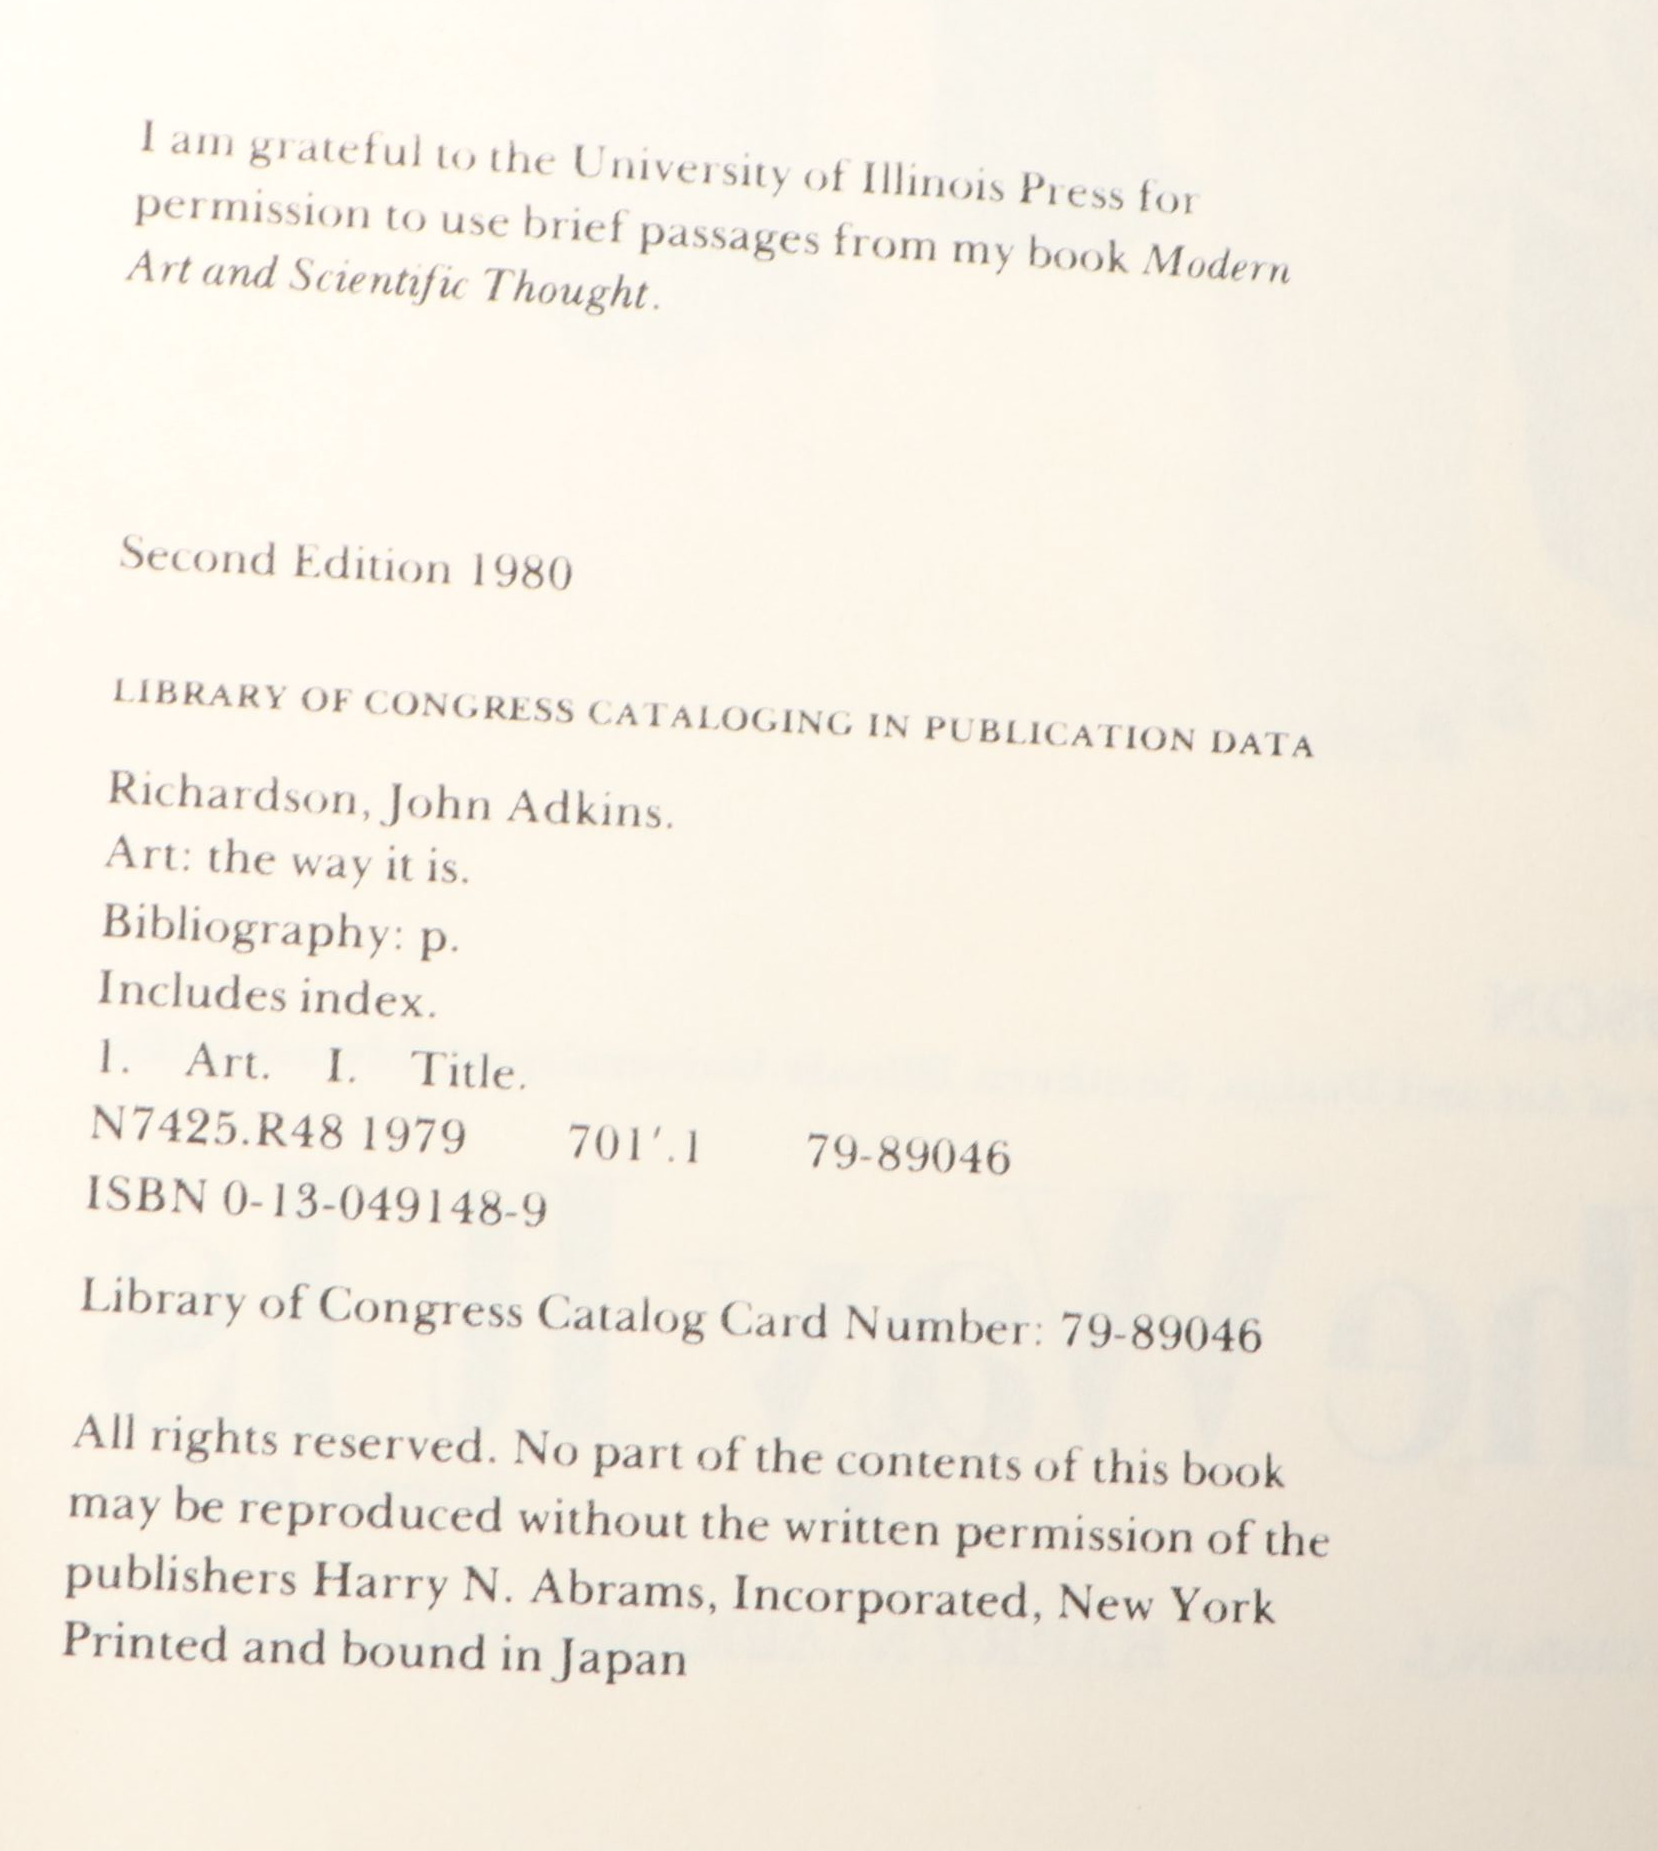 I am grateful to the University of Illinois Press for
permission to use brief passages from my book Modern
Art and Scientific Thought.
Second Edition 1980
LIBRARY OF CONGRESS CATALOGING IN PUBLICATION DATA
Richardson, John Adkins.
Art: the way it is.
Bibliography: p.
Includes index.
1. Art. I. Title.
N7425.R48 1979 701′.1 79-89046
ISBN 0-13-049148-9
Library of Congress Catalog Card Number: 79-89046
All rights reserved. No part of the contents of this book
may be reproduced without the written permission of the
publishers Harry N. Abrams, Incorporated, New York
Printed and bound in Japan